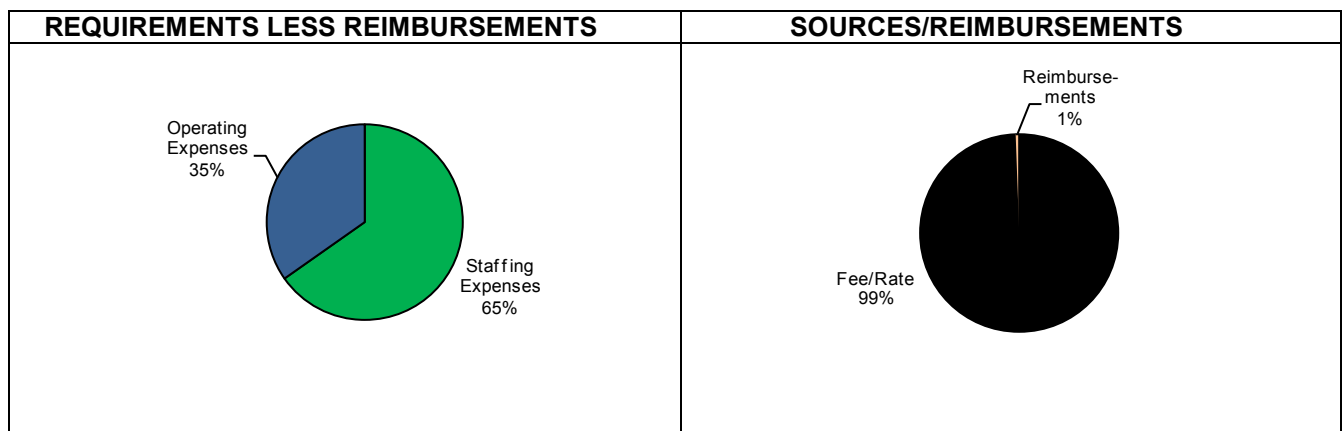 REQUIREMENTS LESS REIMBURSEMENTS
Operating
Expenses
35%
Staffing
Expenses
65%
SOURCES/REIMBURSEMENTS
Reimburse-
ments
1%
Fee/Rate
99%